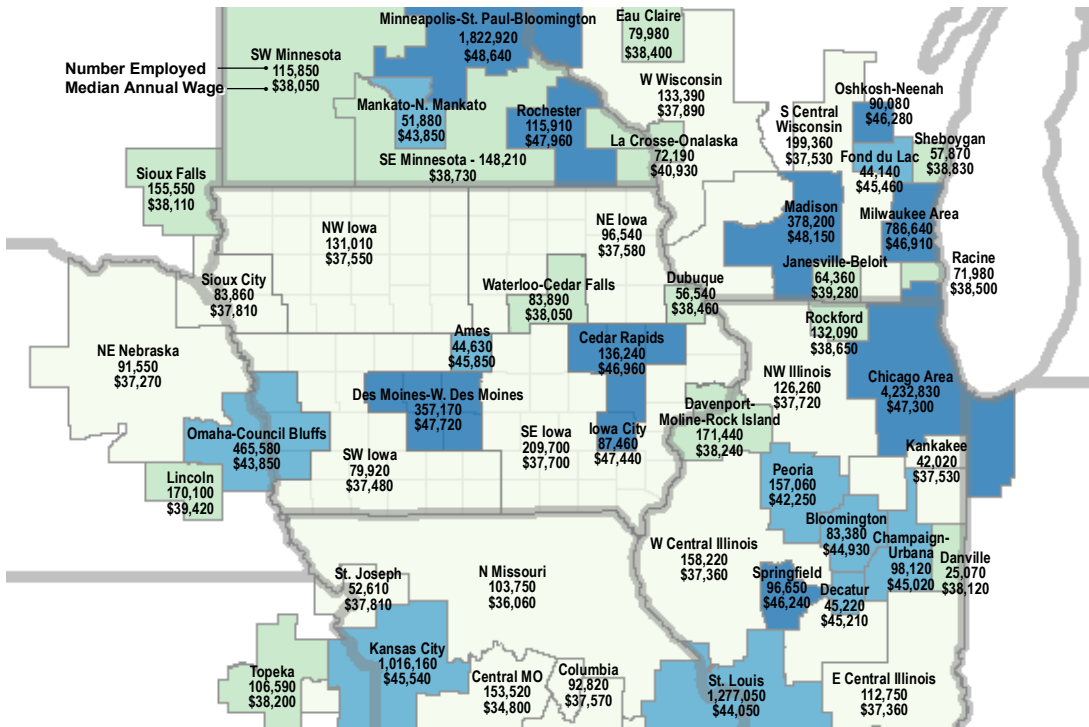 Minneapolis-St. Paul-Bloomington
1,822,920
$48,640
Eau Claire
79,980
$38,400
SW Minnesota
115,850
$38,050
Number Employed
Median Annual Wage
W Wisconsin
133,390
$37,890
Mankato-N. Mankato
51,880
$43,850
Rochester
115,910
$47,960
S Central
Wisconsin
199,360
$37,530
Oshkosh-Neenah
90,080
$46,280
Sheboygan
57,870
$38,830
La Crosse-Onalaska
72,190
$40,930
Fond du Lac
44,140
$45,460
SE Minnesota - 148,210
$38,730
Sioux Falls
155,550
$38,110
Madison
378,200
$48,150
Milwaukee Area
786,640
$46,910
NW Iowa
131,010
$37,550
NE Iowa
96,540
$37,580
Racine
71,980
$38,500
Janesville-Beloit
64,360
$39,280
Sioux City
83,860
$37,810
Waterloo-Cedar Falls
83,890
$38,050
Dubuque
56,540
$38,460
Rockford
132,090
$38,650
Ames
44,630
$45,850
Cedar Rapids
136,240
$46,960
NE Nebraska
91,550
$37,270
NW Illinois
126,260
$37,720
Chicago Area
4,232,830
$47,300
Des Moines-W. Des Moines
357,170
$47,720
Davenport-
Moline-Rock Island
171,440
$38,240
Omaha-Council Bluffs
465,580
$43,850
SE Iowa
209,700
$37,700
Iowa City
87,460
$47,440
Kankakee
42,020
$37,530
SW Iowa
79,920
$37,480
Lincoln
170,100
$39,420
Peoria
157,060
$42,250
Bloomington
83,380
$44,930
Champaign-
Urbana
98,120
$45,020
Danville
25,070
$38,120
W Central Illinois
158,220
$37,360
Springfield
96,650
$46,240
Decatur
45,220
$45,210
St. Joseph
52,610
$37,810
N Missouri
103,750
$36,060
Kansas City
1,016,160
$45,540
Topeka
106,590
$38,200
Central MO
153,520
$34,800
Columbia
92,820
$37,570
St. Louis
1,277,050
$44,050
E Central Illinois
112,750
$37,360